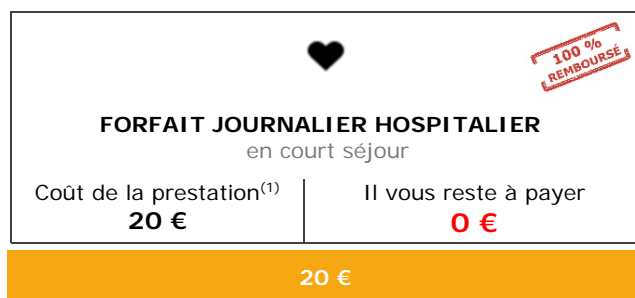 100 %
REMBOURSÉ
FORFAIT JOURNALIER HOSPITALIER
en court séjour
Coût de la prestation(1)
20 €
Il vous reste à payer
0 €
20 €